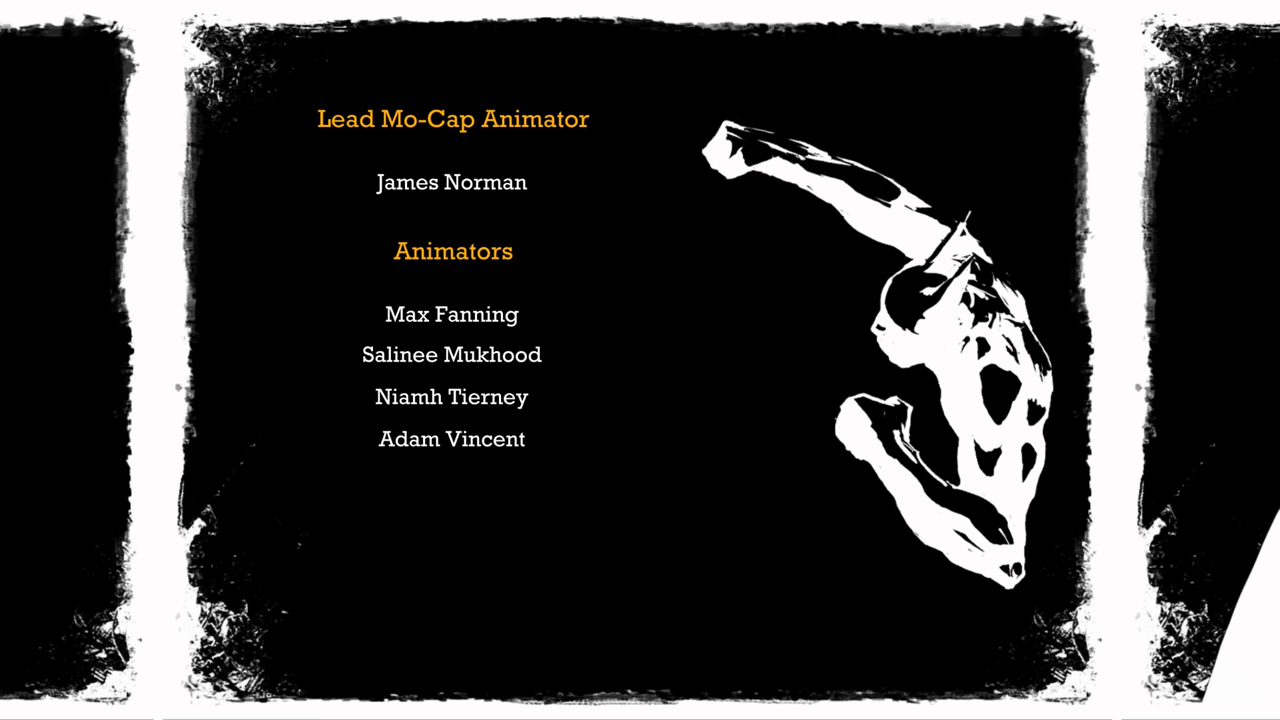 Lead Mo-Cap Animator
James Norman
Animators
Max Fanning
Salinee Mukhood
Niamh Tierney
Adam Vincent